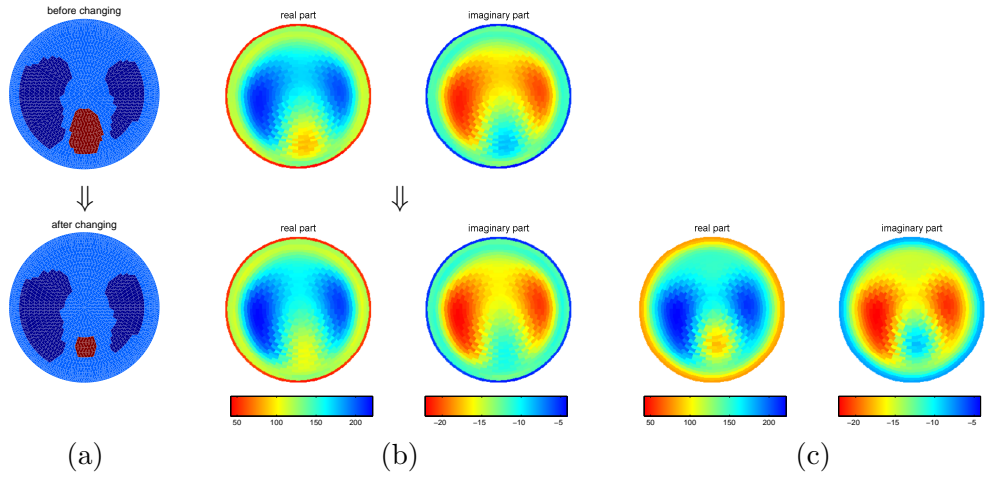 before changing
real part
imaginary part
⇓
⇓
after changing
real part
imaginary part
real part
imaginary part
50 100 150 200
−20 −15 −10 −5
50 100 150 200
−20 −15 −10 −5
(a)
(b)
(c)